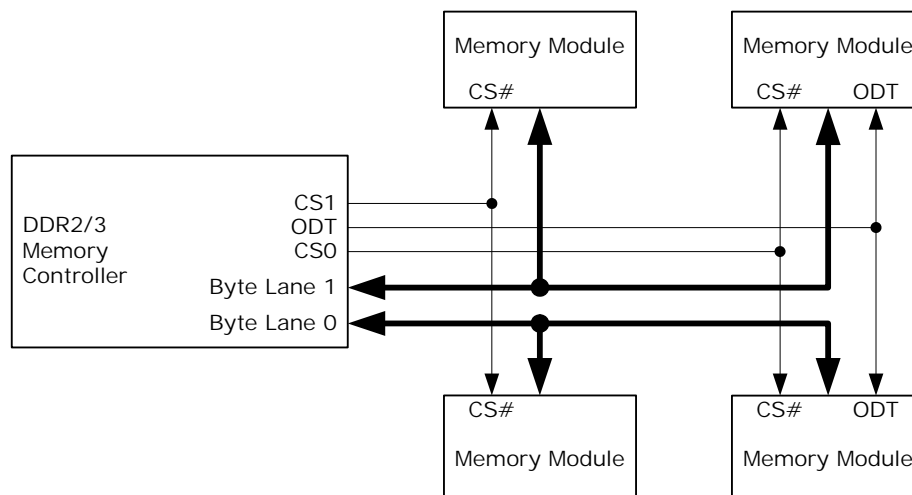 Memory Module
CS#
Memory Module
CS# ODT
DDR2/3
Memory
Controller
CS1
ODT
CS0
Byte Lane 1
Byte Lane 0
CS#
Memory Module
CS# ODT
Memory Module